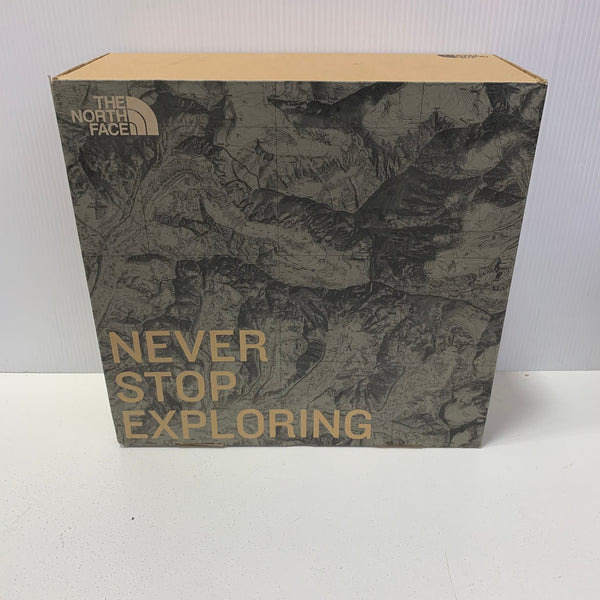 THE
NORTH
FACE
NEVER
STOP
EXPLORING